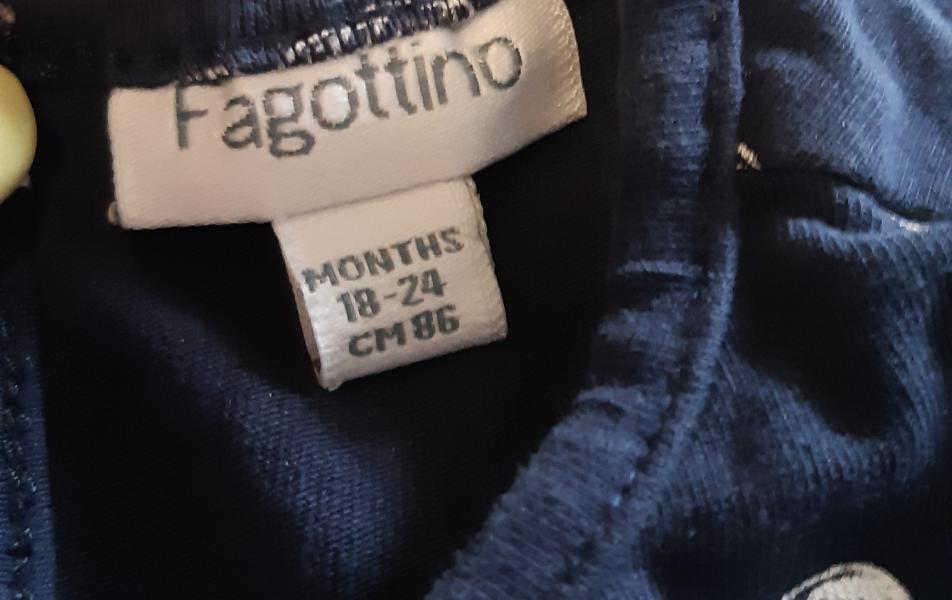 Fagottino
MONTHS
18-24
CM 86